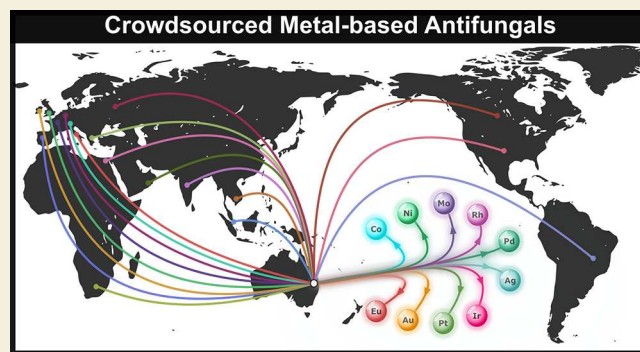 Crowdsourced Metal-based Antifungals
Co
Ni
Mo
Rh
Pd
Ag
Eu
Au
Pt
Ir